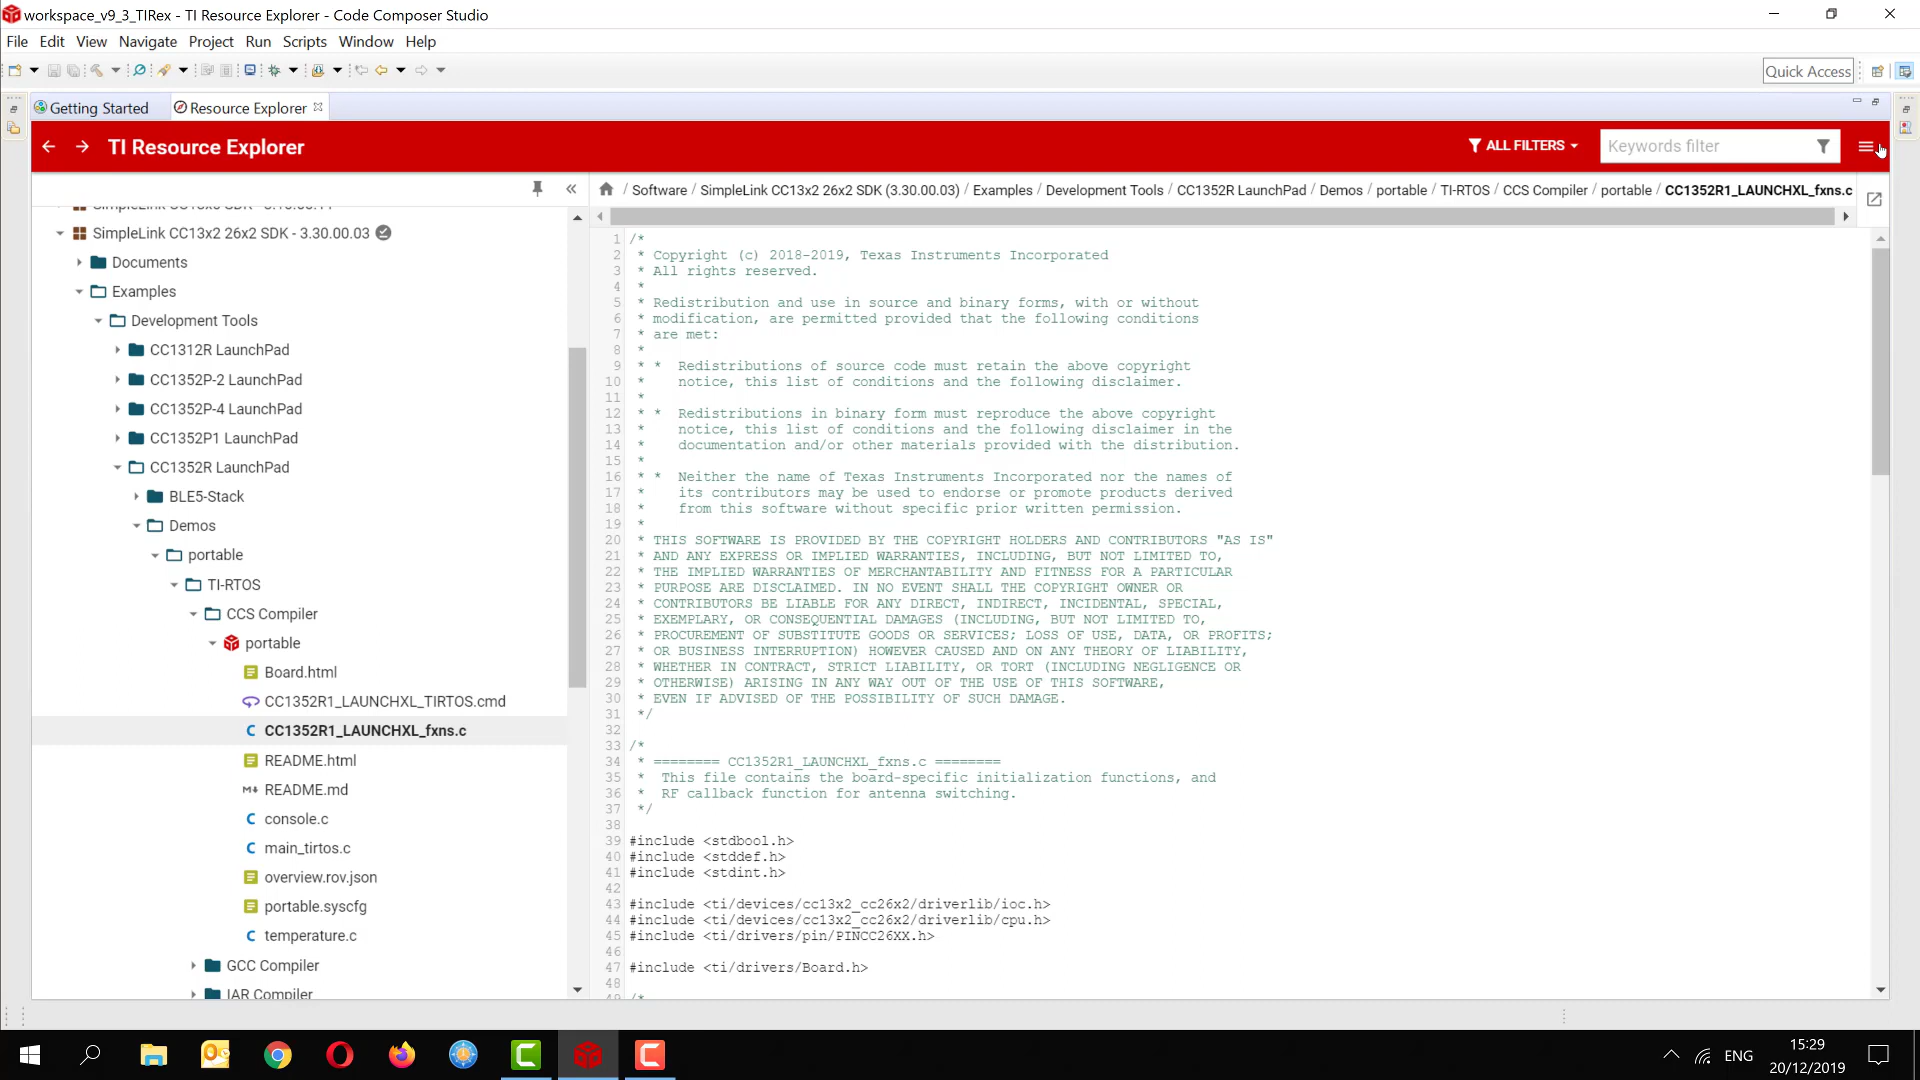 workspace_v9_3_TIRex - TI Resource Explorer - Code Composer Studio
File Edit View Navigate Project Run Scripts Window Help
Quick Access
Getting Started Resource Explorer
TI Resource Explorer ALL FILTERS Keywords filter
/ Software / SimpleLink CC13x2 26x2 SDK (3.30.00.03) / Examples / Development Tools / CC1352R LaunchPad / Demos / portable / TI-RTOS / CCS Compiler / portable / CC1352R1_LAUNCHXL_fxns.c
SimpleLink CC13x2 26x2 SDK - 3.30.00.03
Documents
Examples
Development Tools
CC1312R LaunchPad
CC1352P-2 LaunchPad
CC1352P-4 LaunchPad
CC1352P1 LaunchPad
CC1352R LaunchPad
BLE5-Stack
Demos
portable
TI-RTOS
CCS Compiler
portable
Board.html
CC1352R1_LAUNCHXL_TIRTOS.cmd
CC1352R1_LAUNCHXL_fxns.c
README.html
M↓ README.md
C console.c
C main_tirtos.c
overview.rov.json
portable.syscfg
C temperature.c
GCC Compiler
IAR Compiler
1 /*
2 * Copyright (c) 2018-2019, Texas Instruments Incorporated
3 * All rights reserved.
4 *
5 * Redistribution and use in source and binary forms, with or without
6 * modification, are permitted provided that the following conditions
7 * are met:
8 *
9 * * Redistributions of source code must retain the above copyright
10 * notice, this list of conditions and the following disclaimer.
11 *
12 * * Redistributions in binary form must reproduce the above copyright
13 * notice, this list of conditions and the following disclaimer in the
14 * documentation and/or other materials provided with the distribution.
15 *
16 * * Neither the name of Texas Instruments Incorporated nor the names of
17 * its contributors may be used to endorse or promote products derived
18 * from this software without specific prior written permission.
19 *
20 * THIS SOFTWARE IS PROVIDED BY THE COPYRIGHT HOLDERS AND CONTRIBUTORS "AS IS"
21 * AND ANY EXPRESS OR IMPLIED WARRANTIES, INCLUDING, BUT NOT LIMITED TO,
22 * THE IMPLIED WARRANTIES OF MERCHANTABILITY AND FITNESS FOR A PARTICULAR
23 * PURPOSE ARE DISCLAIMED. IN NO EVENT SHALL THE COPYRIGHT OWNER OR
24 * CONTRIBUTORS BE LIABLE FOR ANY DIRECT, INDIRECT, INCIDENTAL, SPECIAL,
25 * EXEMPLARY, OR CONSEQUENTIAL DAMAGES (INCLUDING, BUT NOT LIMITED TO,
26 * PROCUREMENT OF SUBSTITUTE GOODS OR SERVICES; LOSS OF USE, DATA, OR PROFITS;
27 * OR BUSINESS INTERRUPTION) HOWEVER CAUSED AND ON ANY THEORY OF LIABILITY,
28 * WHETHER IN CONTRACT, STRICT LIABILITY, OR TORT (INCLUDING NEGLIGENCE OR
29 * OTHERWISE) ARISING IN ANY WAY OUT OF THE USE OF THIS SOFTWARE,
30 * EVEN IF ADVISED OF THE POSSIBILITY OF SUCH DAMAGE.
31 */
32
33 /*
34 * ======== CC1352R1_LAUNCHXL_fxns.c ========
35 * This file contains the board-specific initialization functions, and
36 * RF callback function for antenna switching.
37 */
38
39 #include <stdbool.h>
40 #include <stddef.h>
41 #include <stdint.h>
42
43 #include <ti/devices/cc13x2_cc26x2/driverlib/ioc.h>
44 #include <ti/devices/cc13x2_cc26x2/driverlib/cpu.h>
45 #include <ti/drivers/pin/PINCC26XX.h>
46
47 #include <ti/drivers/Board.h>
48
49 /*
ENG
15:29
20/12/2019